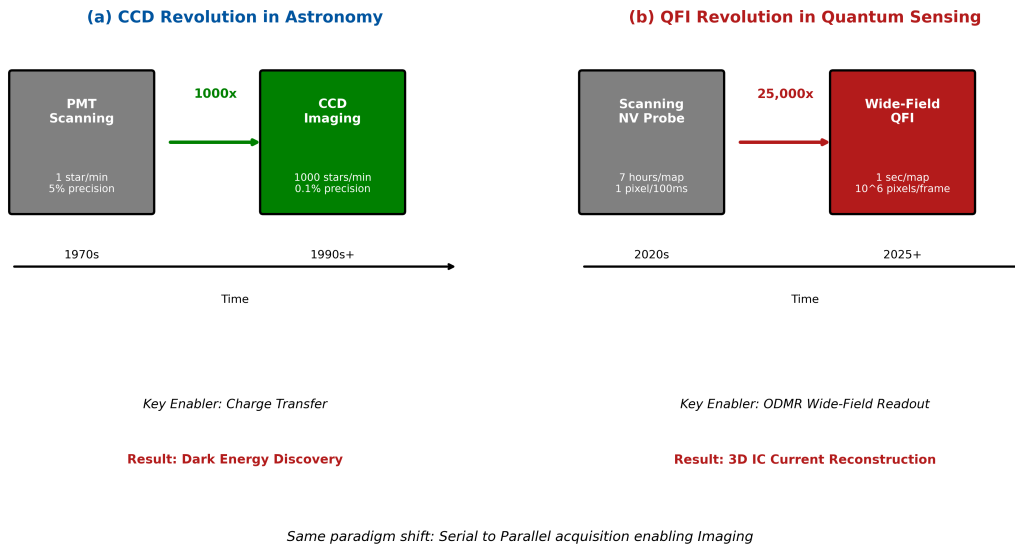 (a) CCD Revolution in Astronomy
PMT
Scanning
1 star/min
5% precision
1000x
CCD
Imaging
1000 stars/min
0.1% precision
1970s
1990s+
Time
Key Enabler: Charge Transfer
Result: Dark Energy Discovery
(b) QFI Revolution in Quantum Sensing
Scanning
NV Probe
7 hours/map
1 pixel/100ms
25,000x
Wide-Field
QFI
1 sec/map
10^6 pixels/frame
2020s
2025+
Time
Key Enabler: ODMR Wide-Field Readout
Result: 3D IC Current Reconstruction
Same paradigm shift: Serial to Parallel acquisition enabling Imaging